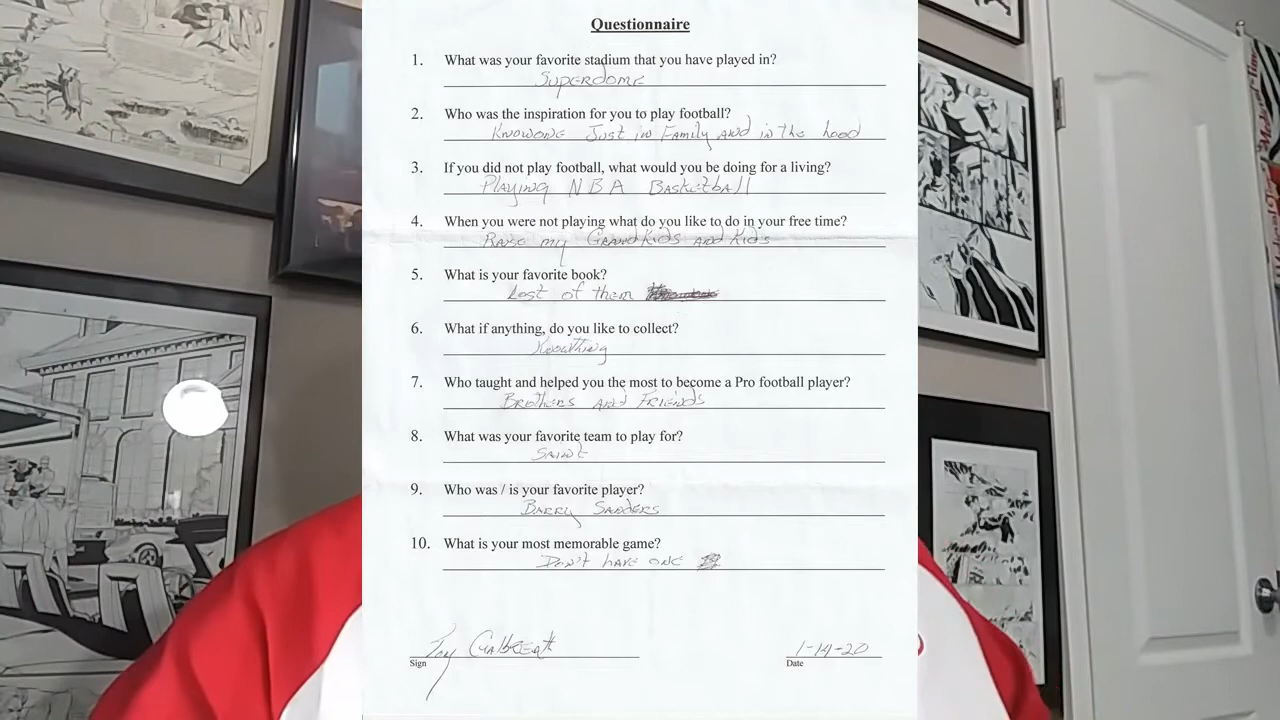 Questionnaire
1. What was your favorite stadium that you have played in?
Superdome
2. Who was the inspiration for you to play football?
Knowone Just in Family and in the hood
3. If you did not play football, what would you be doing for a living?
Playing NBA Basketball
4. When you were not playing what do you like to do in your free time?
Raise my Grandkids and Kids
5. What is your favorite book?
Lost of them
6. What if anything, do you like to collect?
Knowthing
7. Who taught and helped you the most to become a Pro football player?
Brothers and Friends
8. What was your favorite team to play for?
Saint
9. Who was / is your favorite player?
Barry Sanders
10. What is your most memorable game?
Don't have one
Tony Galbreath 1-14-20
Sign Date